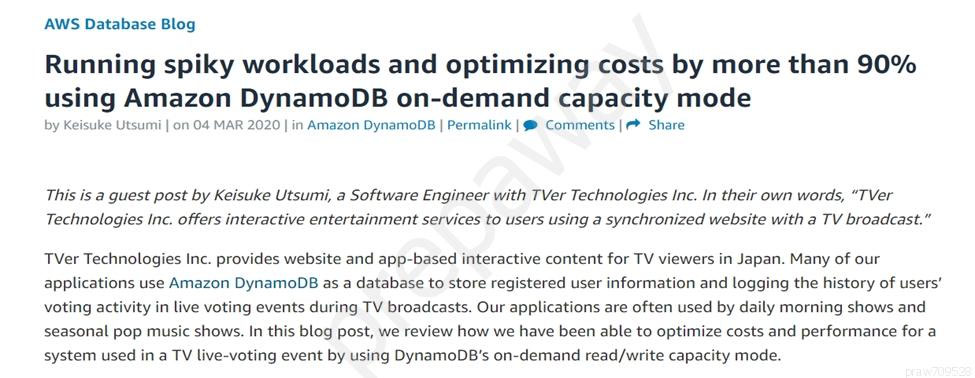 AWS Database Blog
Running spiky workloads and optimizing costs by more than 90%
using Amazon DynamoDB on-demand capacity mode
by Keisuke Utsumi | on 04 MAR 2020 | in Amazon DynamoDB | Permalink | Comments | Share
This is a guest post by Keisuke Utsumi, a Software Engineer with TVer Technologies Inc. In their own words, “TVer
Technologies Inc. offers interactive entertainment services to users using a synchronized website with a TV broadcast.”
TVer Technologies Inc. provides website and app-based interactive content for TV viewers in Japan. Many of our
applications use Amazon DynamoDB as a database to store registered user information and logging the history of users’
voting activity in live voting events during TV broadcasts. Our applications are often used by daily morning shows and
seasonal pop music shows. In this blog post, we review how we have been able to optimize costs and performance for a
system used in a TV live-voting event by using DynamoDB’s on-demand read/write capacity mode.
prepaway
praw709528